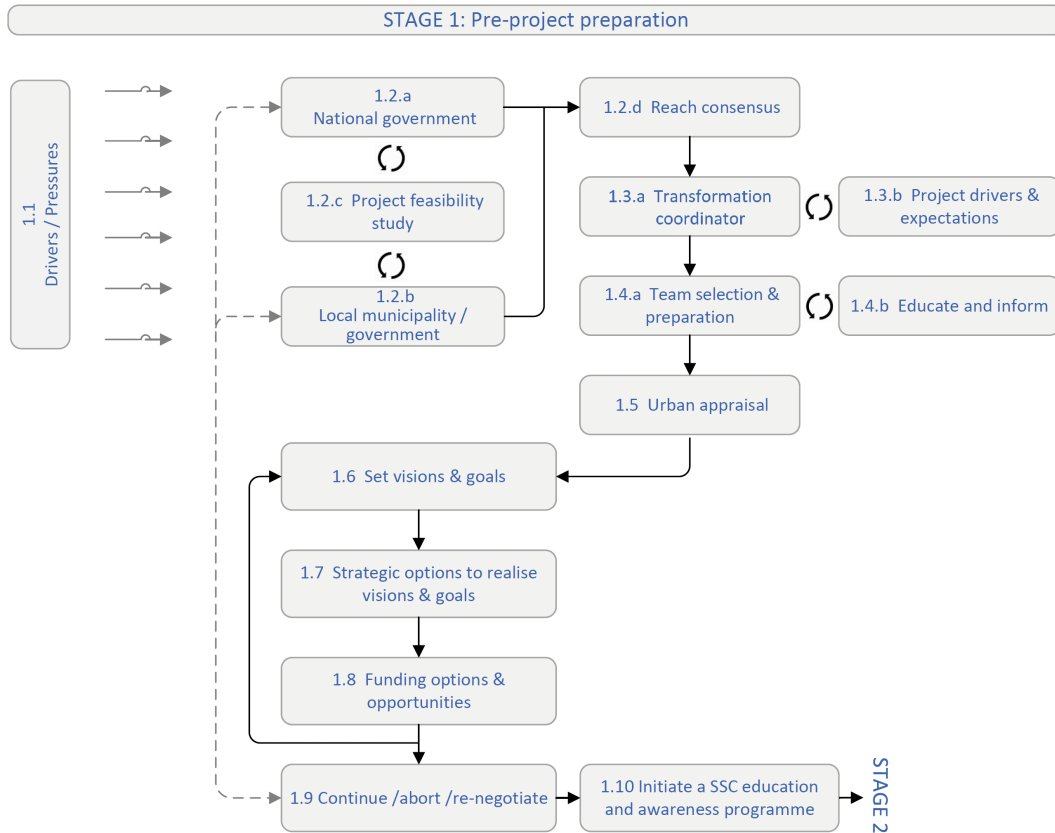 STAGE 1: Pre-project preparation
1.1
Drivers / Pressures
1.2.a
National government
1.2.c Project feasibility
study
1.2.b
Local municipality /
government
1.2.d Reach consensus
1.3.a Transformation
coordinator
1.3.b Project drivers &
expectations
1.4.a Team selection &
preparation
1.4.b Educate and inform
1.5 Urban appraisal
1.6 Set visions & goals
1.7 Strategic options to realise
visions & goals
1.8 Funding options &
opportunities
1.9 Continue /abort /re-negotiate
1.10 Initiate a SSC education
and awareness programme
STAGE 2